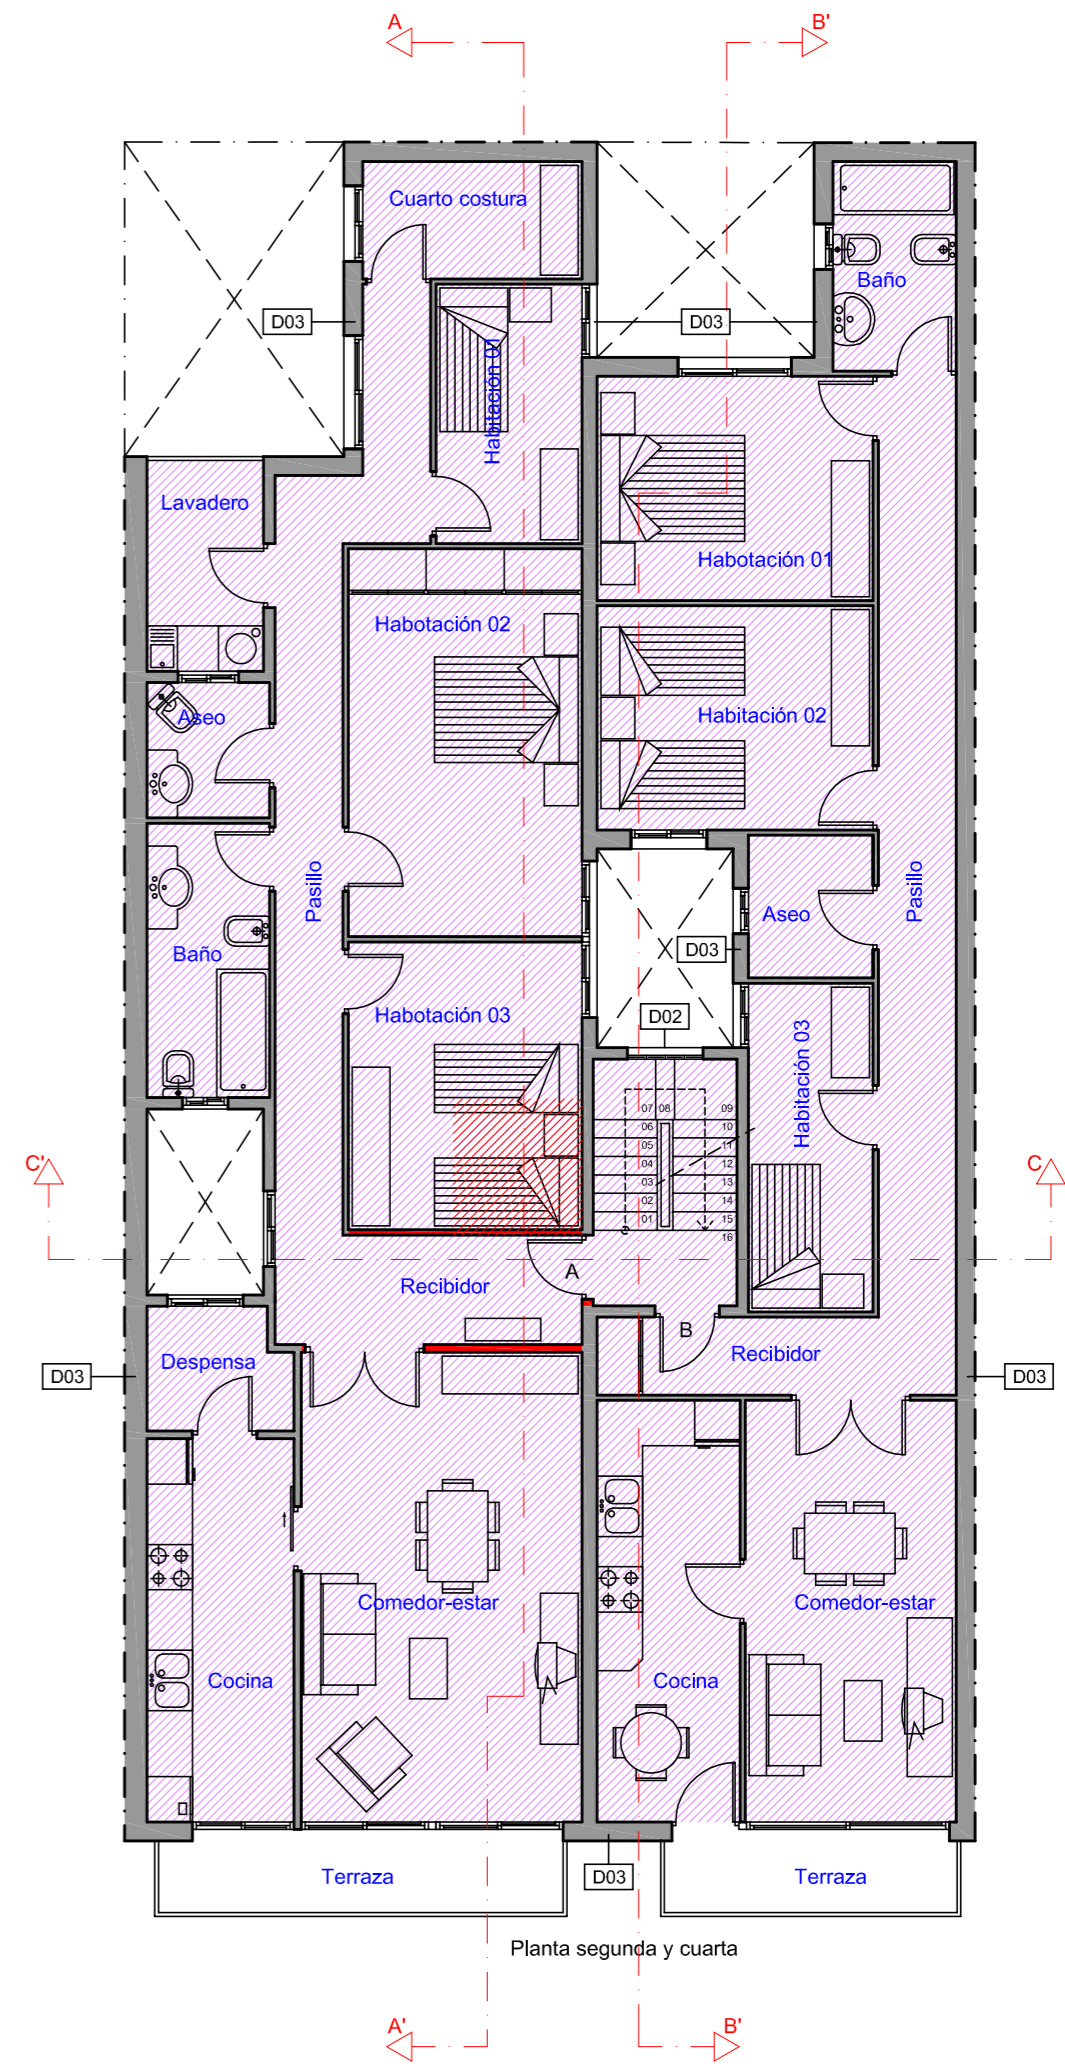 A
B'
Cuarto costura
Baño
D03
D03
Habitación 01
Lavadero
Habotación 01
Habotación 02
Aseo
Habitación 02
Pasillo
Pasillo
Aseo
Baño
D03
Habotación 03
D02
Habitación 03
07 08 09
06 10
05 11
04 12
03 13
02 14
01 15
16
C'
C
A
Recibidor
B
Recibidor
Despensa
D03
D03
Comedor-estar
Comedor-estar
Cocina
Cocina
Terraza
D03
Terraza
Planta segunda y cuarta
A'
B'